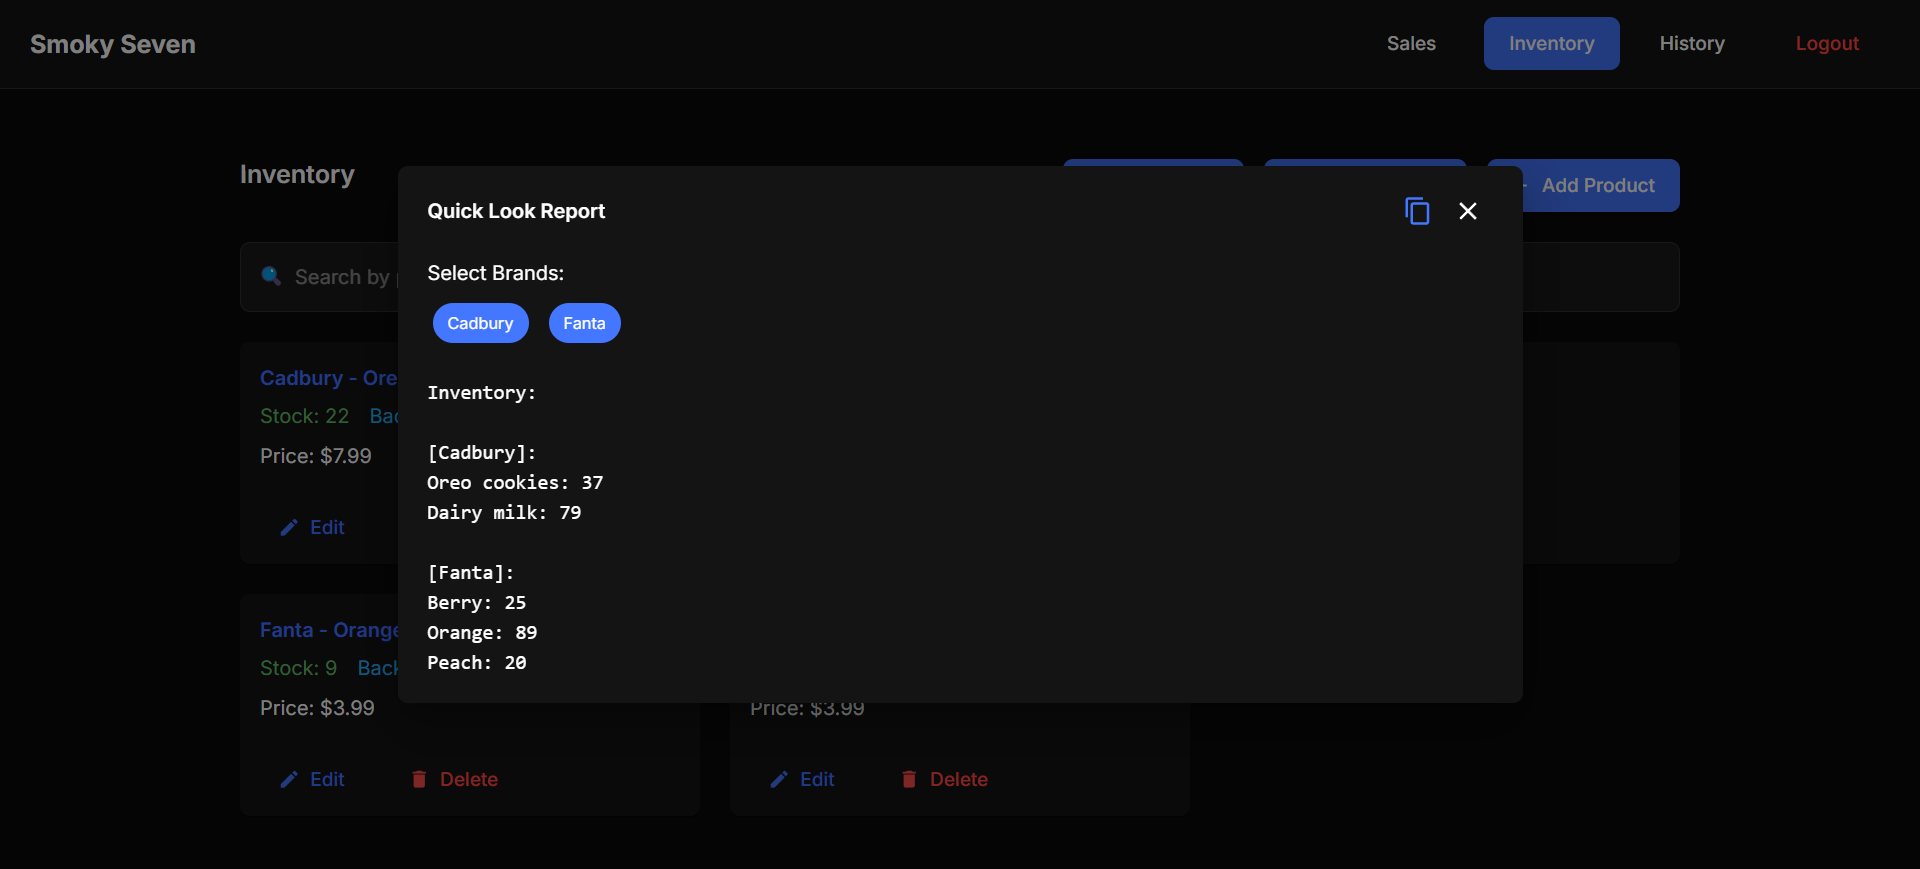 Smoky Seven
Sales
Inventory
History
Logout
Inventory
Add Product
Search by
Quick Look Report
Select Brands:
Cadbury
Fanta
Inventory:
[Cadbury]:
Oreo cookies: 37
Dairy milk: 79
[Fanta]:
Berry: 25
Orange: 89
Peach: 20
Cadbury - Ore
Stock: 22
Price: $7.99
Edit
Fanta - Orange
Stock: 9 Back
Price: $3.99
Edit
Delete
Price: $3.99
Edit
Delete